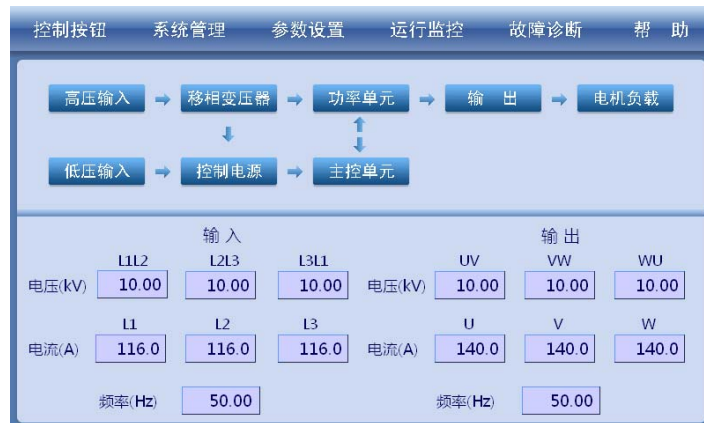 控制按钮 系统管理 参数设置 运行监控 故障诊断 帮 助
高压输入 移相变压器 功率单元 输 出 电机负载
低压输入 控制电源 主控单元
输入 输出
L1L2 L2L3 L3L1 UV VW WU
电压(kV) 10.00 10.00 10.00 电压(kV) 10.00 10.00 10.00
L1 L2 L3 U V W
电流(A) 116.0 116.0 116.0 电流(A) 140.0 140.0 140.0
频率(Hz) 50.00 频率(Hz) 50.00